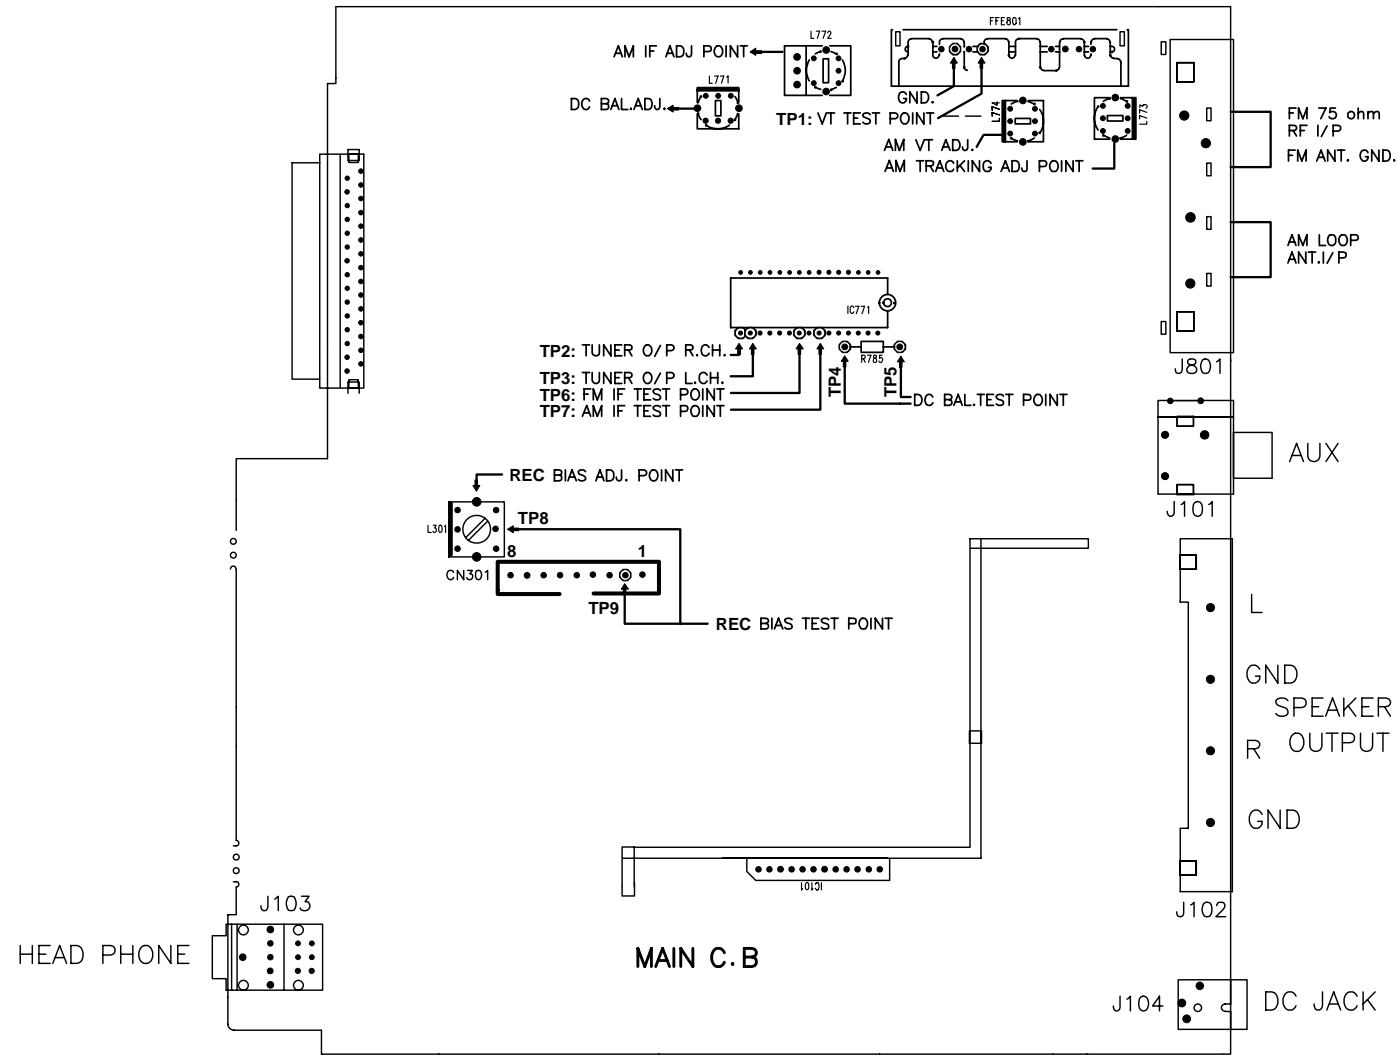 FFE801
L772
AM IF ADJ POINT
L771
DC BAL.ADJ.
GND.
TP1: VT TEST POINT
L774
L773
AM VT ADJ.
AM TRACKING ADJ POINT
FM 75 ohm
RF I/P
FM ANT. GND.
AM LOOP
ANT.I/P
IC771
TP2: TUNER O/P R.CH.
R785
J801
TP3: TUNER O/P L.CH.
TP4
TP5
TP6: FM IF TEST POINT
TP7: AM IF TEST POINT
DC BAL.TEST POINT
AUX
J101
REC BIAS ADJ. POINT
L301
TP8
8
1
CN301
TP9
REC BIAS TEST POINT
L
GND
SPEAKER
OUTPUT
R
GND
IC101
J103
J102
HEAD PHONE
MAIN C.B
J104
DC JACK